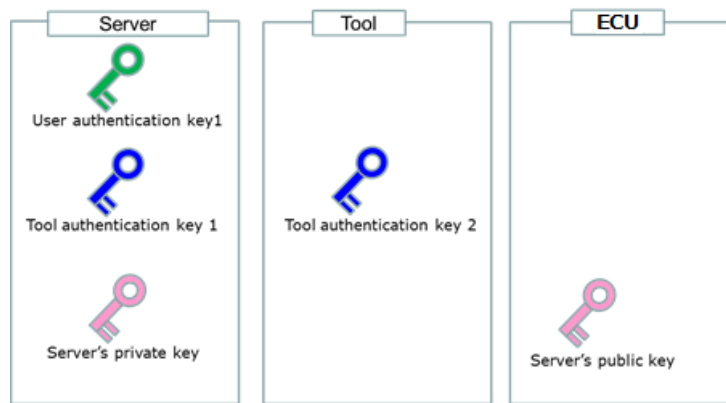 Server
Tool
ECU
User authentication key1
Tool authentication key 1
Tool authentication key 2
Server's private key
Server's public key